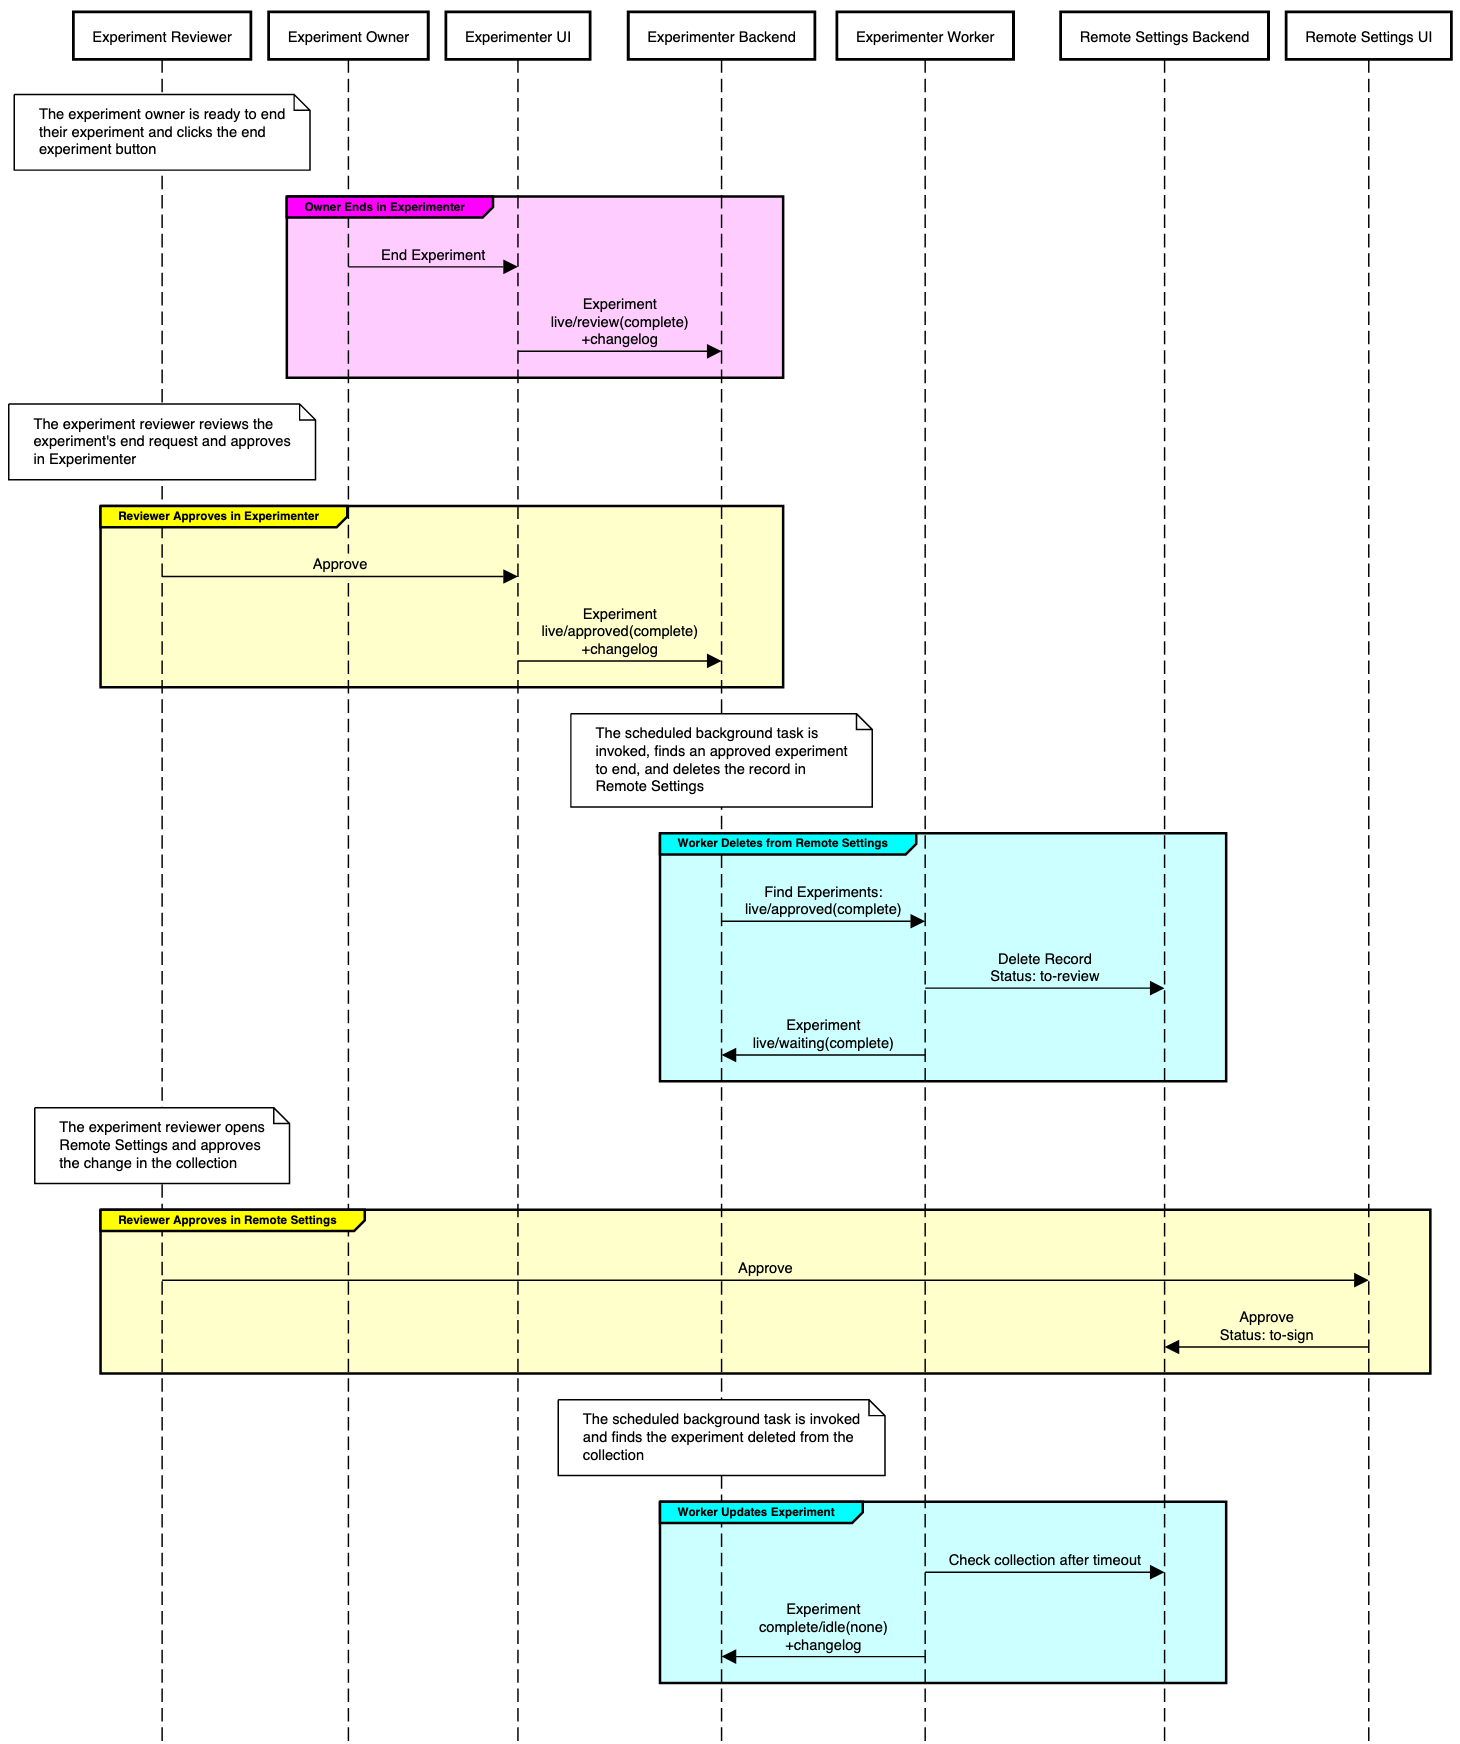 Experiment Reviewer
Experiment Owner
Experimenter UI
Experimenter Backend
Experimenter Worker
Remote Settings Backend
Remote Settings UI
The experiment owner is ready to end
their experiment and clicks the end
experiment button
Owner Ends in Experimenter
End Experiment
Experiment
live/review(complete)
+changelog
The experiment reviewer reviews the
experiment's end request and approves
in Experimenter
Reviewer Approves in Experimenter
Approve
Experiment
live/approved(complete)
+changelog
The scheduled background task is
invoked, finds an approved experiment
to end, and deletes the record in
Remote Settings
Worker Deletes from Remote Settings
Find Experiments:
live/approved(complete)
Delete Record
Status: to-review
Experiment
live/waiting(complete)
The experiment reviewer opens
Remote Settings and approves
the change in the collection
Reviewer Approves in Remote Settings
Approve
Approve
Status: to-sign
The scheduled background task is invoked
and finds the experiment deleted from the
collection
Worker Updates Experiment
Check collection after timeout
Experiment
complete/idle(none)
+changelog